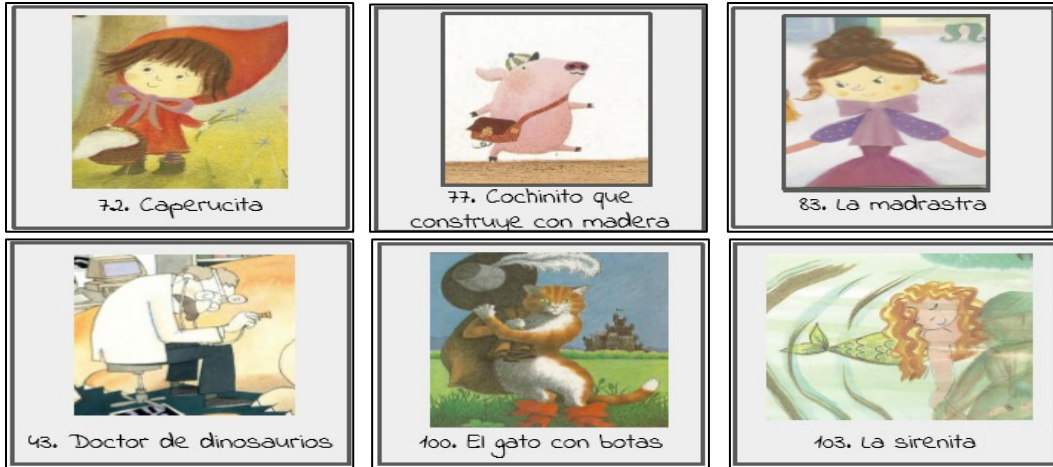 72. Caperucita
77. Cochinito que
construye con madera
83. La madrastra
43. Doctor de dinosaurios
100. El gato con botas
103. La sirenita